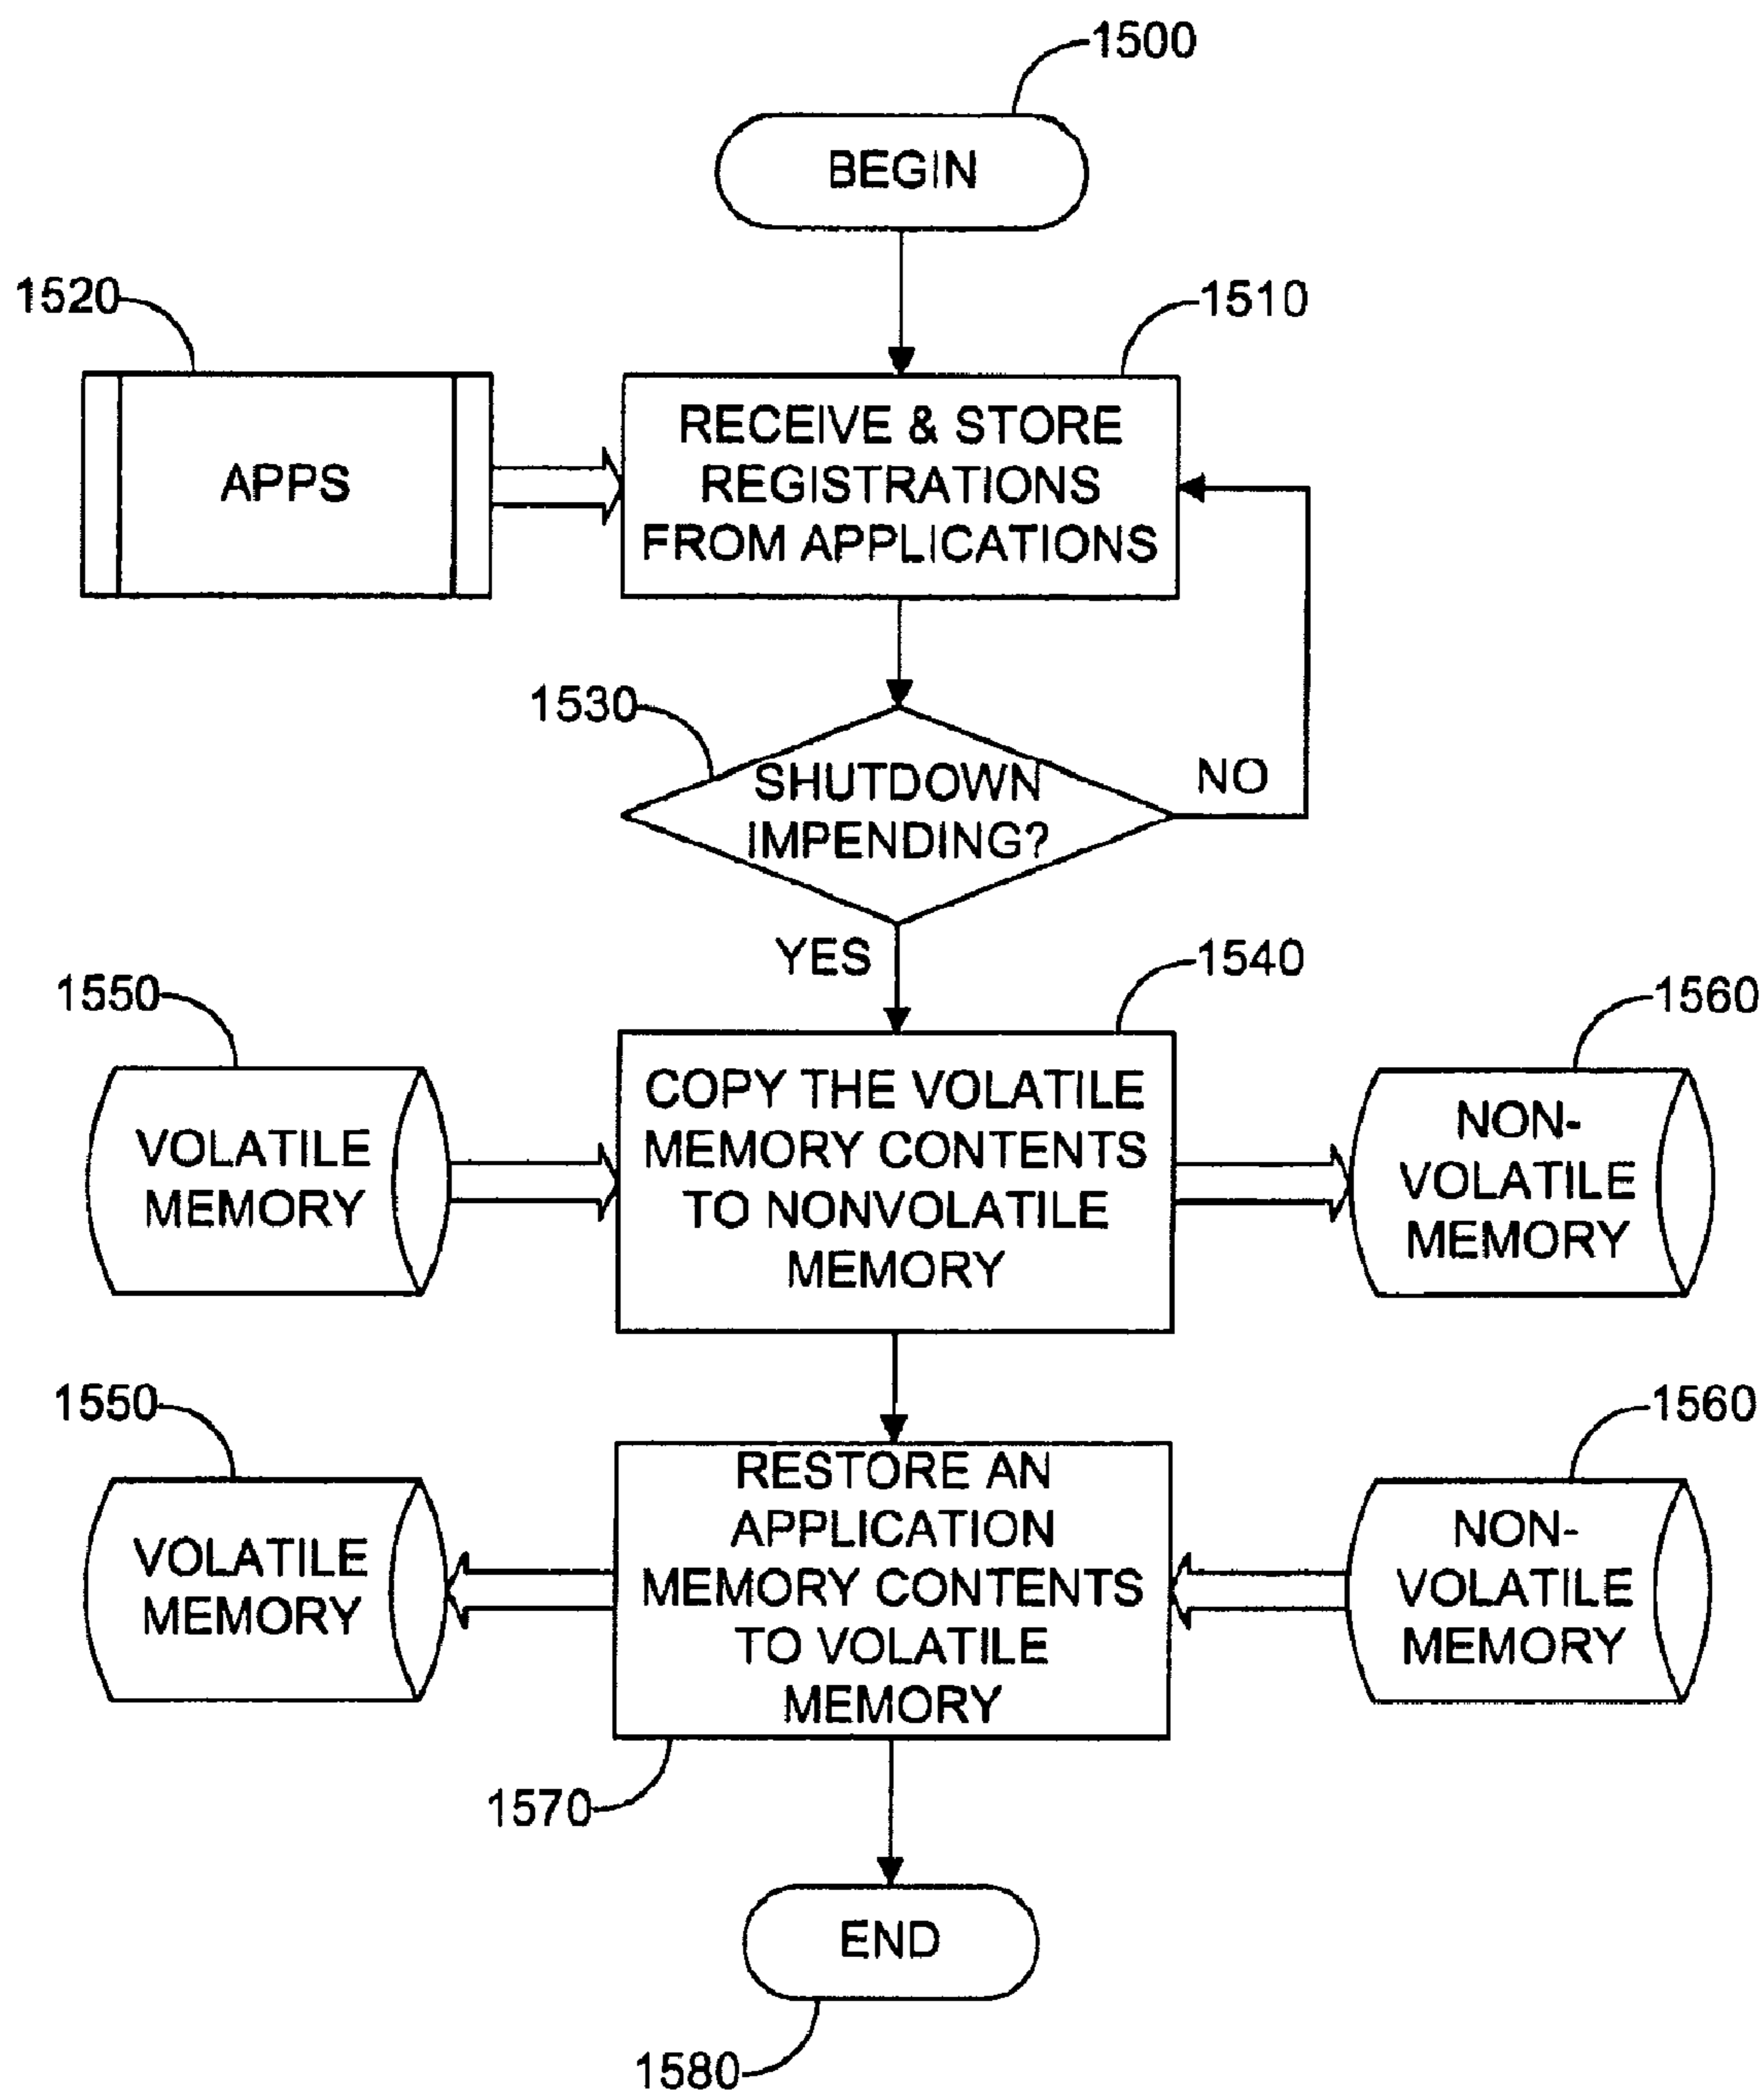 1500
BEGIN
1520
1510
APPS
RECEIVE & STORE
REGISTRATIONS
FROM APPLICATIONS
1530
SHUTDOWN
IMPENDING?
NO
YES
1540
1550
1560
VOLATILE
MEMORY
COPY THE VOLATILE
MEMORY CONTENTS
TO NONVOLATILE
MEMORY
NON-
VOLATILE
MEMORY
1550
1560
VOLATILE
MEMORY
RESTORE AN
APPLICATION
MEMORY CONTENTS
TO VOLATILE
MEMORY
NON-
VOLATILE
MEMORY
1570
END
1580